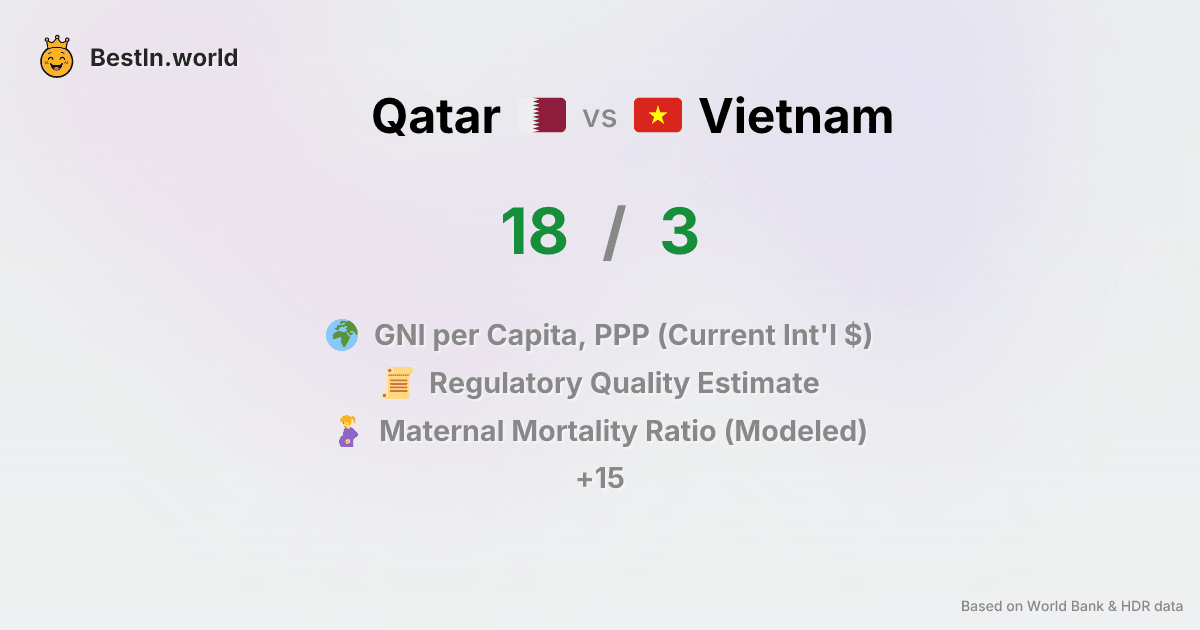 BestIn.world
Qatar vs Vietnam
18 / 3
GNI per Capita, PPP (Current Int'l $)
Regulatory Quality Estimate
Maternal Mortality Ratio (Modeled)
+15
Based on World Bank & HDR data